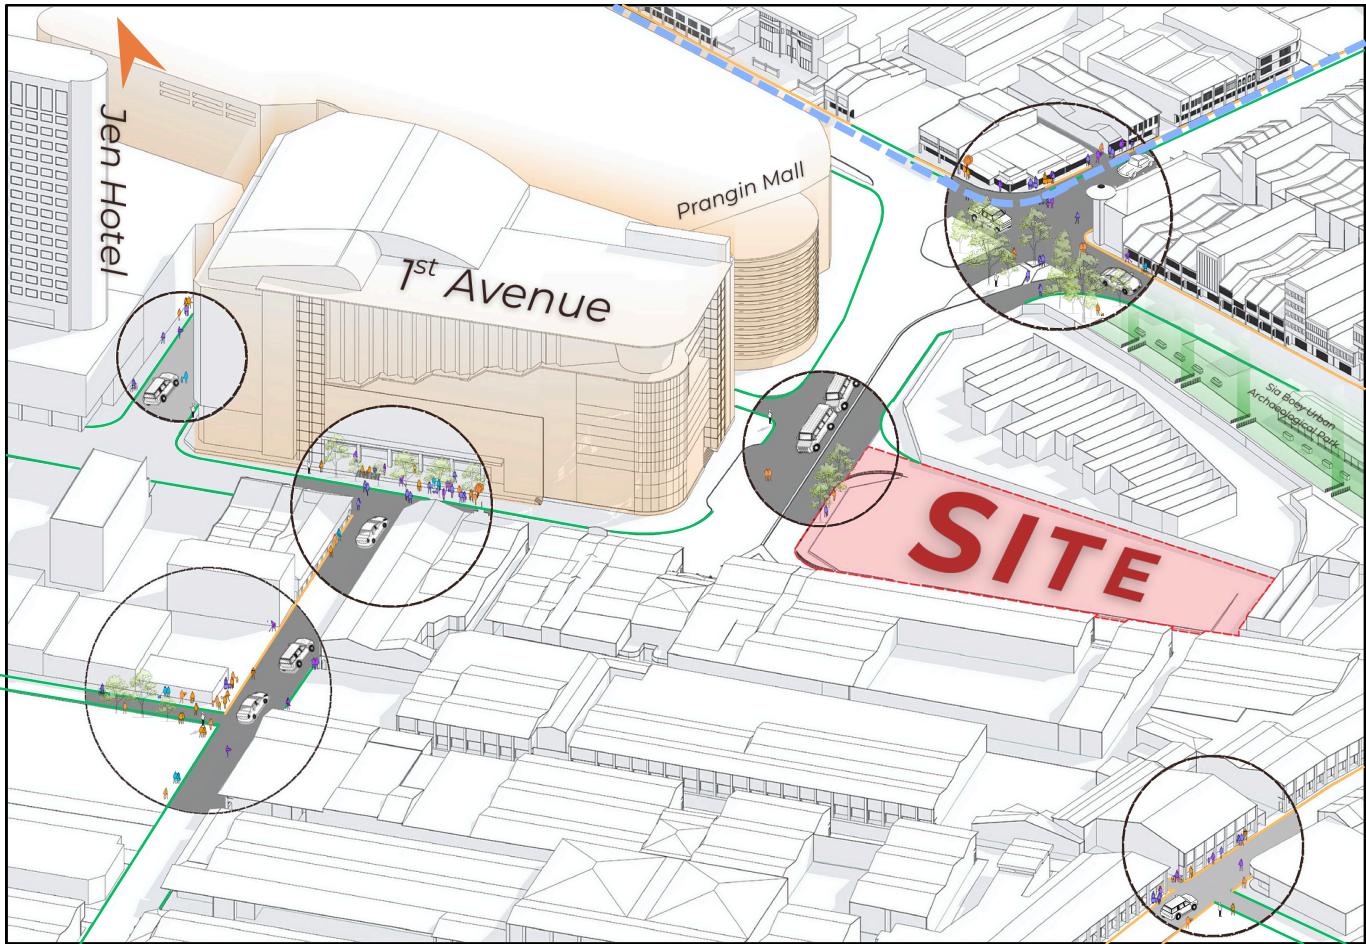 Jen Hotel
1st Avenue
Prangin Mall
SITE
Sia Boey Urban
Archaeological Park